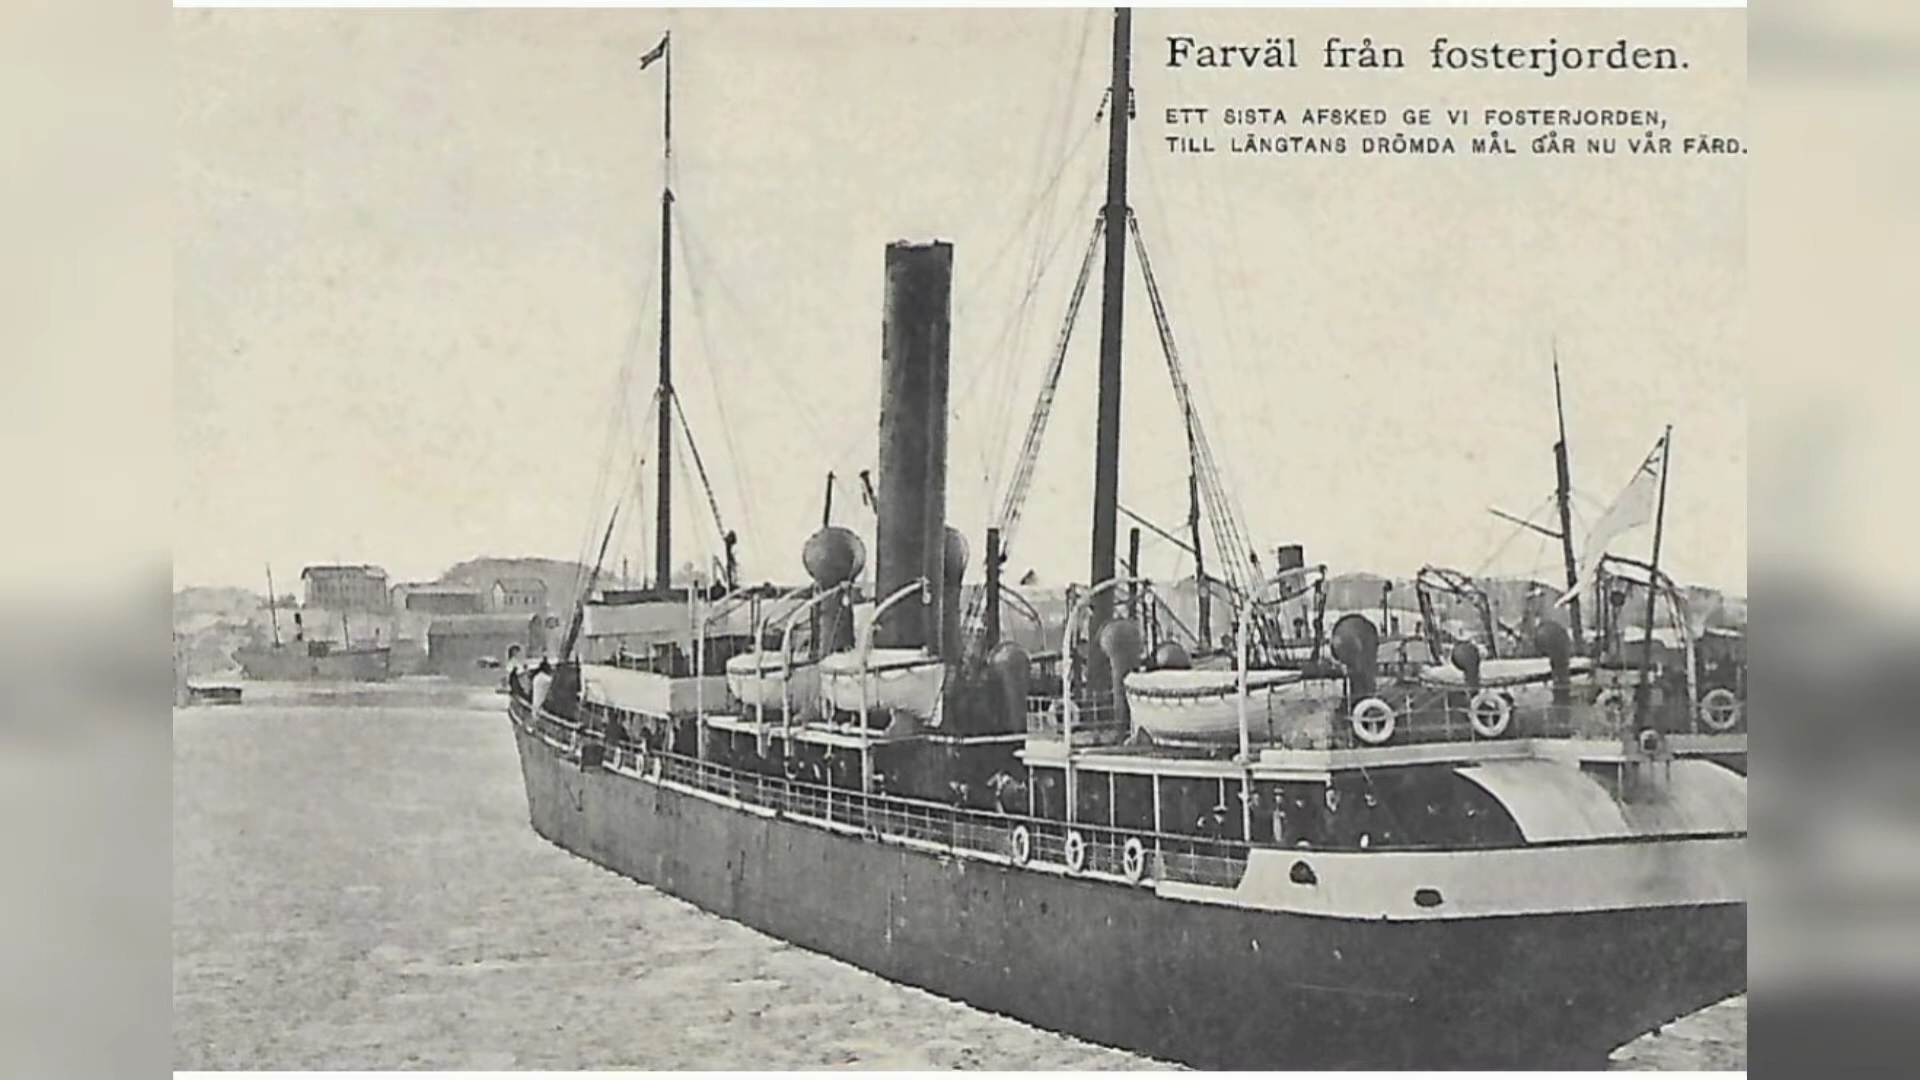 Farväl från fosterjorden.
ETT SISTA AFSKED GE VI FOSTERJORDEN,
TILL LÄNGTANS DRÖMDA MÅL GÅR NU VÅR FÄRD.